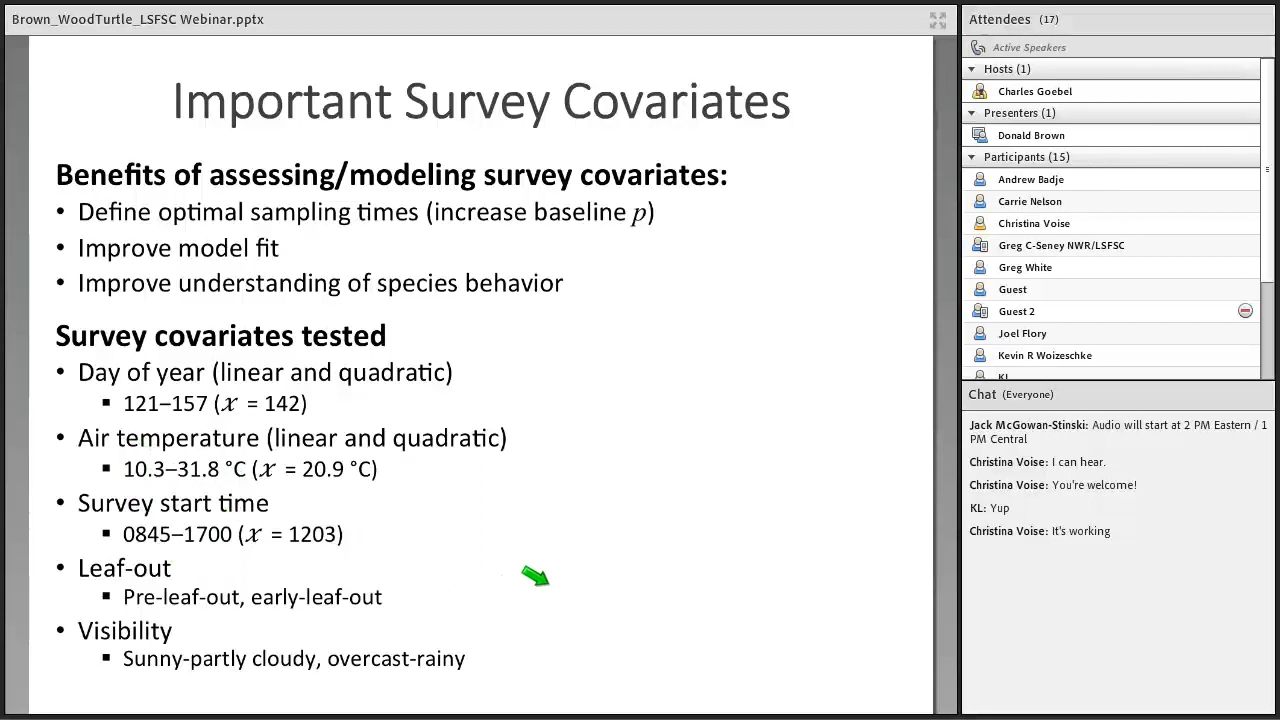 Brown_WoodTurtle_LSFSC Webinar.pptx
Important Survey Covariates
Benefits of assessing/modeling survey covariates:
• Define optimal sampling times (increase baseline p)
• Improve model fit
• Improve understanding of species behavior
Survey covariates tested
• Day of year (linear and quadratic)
▪ 121–157 (x = 142)
• Air temperature (linear and quadratic)
▪ 10.3–31.8 °C (x = 20.9 °C)
• Survey start time
▪ 0845–1700 (x = 1203)
• Leaf-out
▪ Pre-leaf-out, early-leaf-out
• Visibility
▪ Sunny-partly cloudy, overcast-rainy
Attendees (17)
Active Speakers
Hosts (1)
Charles Goebel
Presenters (1)
Donald Brown
Participants (15)
Andrew Badje
Carrie Nelson
Christina Voise
Greg C-Seney NWR/LSFSC
Greg White
Guest
Guest 2
Joel Flory
Kevin R Woizeschke
KL
Chat (Everyone)
Jack McGowan-Stinski: Audio will start at 2 PM Eastern / 1
PM Central
Christina Voise: I can hear.
Christina Voise: You're welcome!
KL: Yup
Christina Voise: It's working